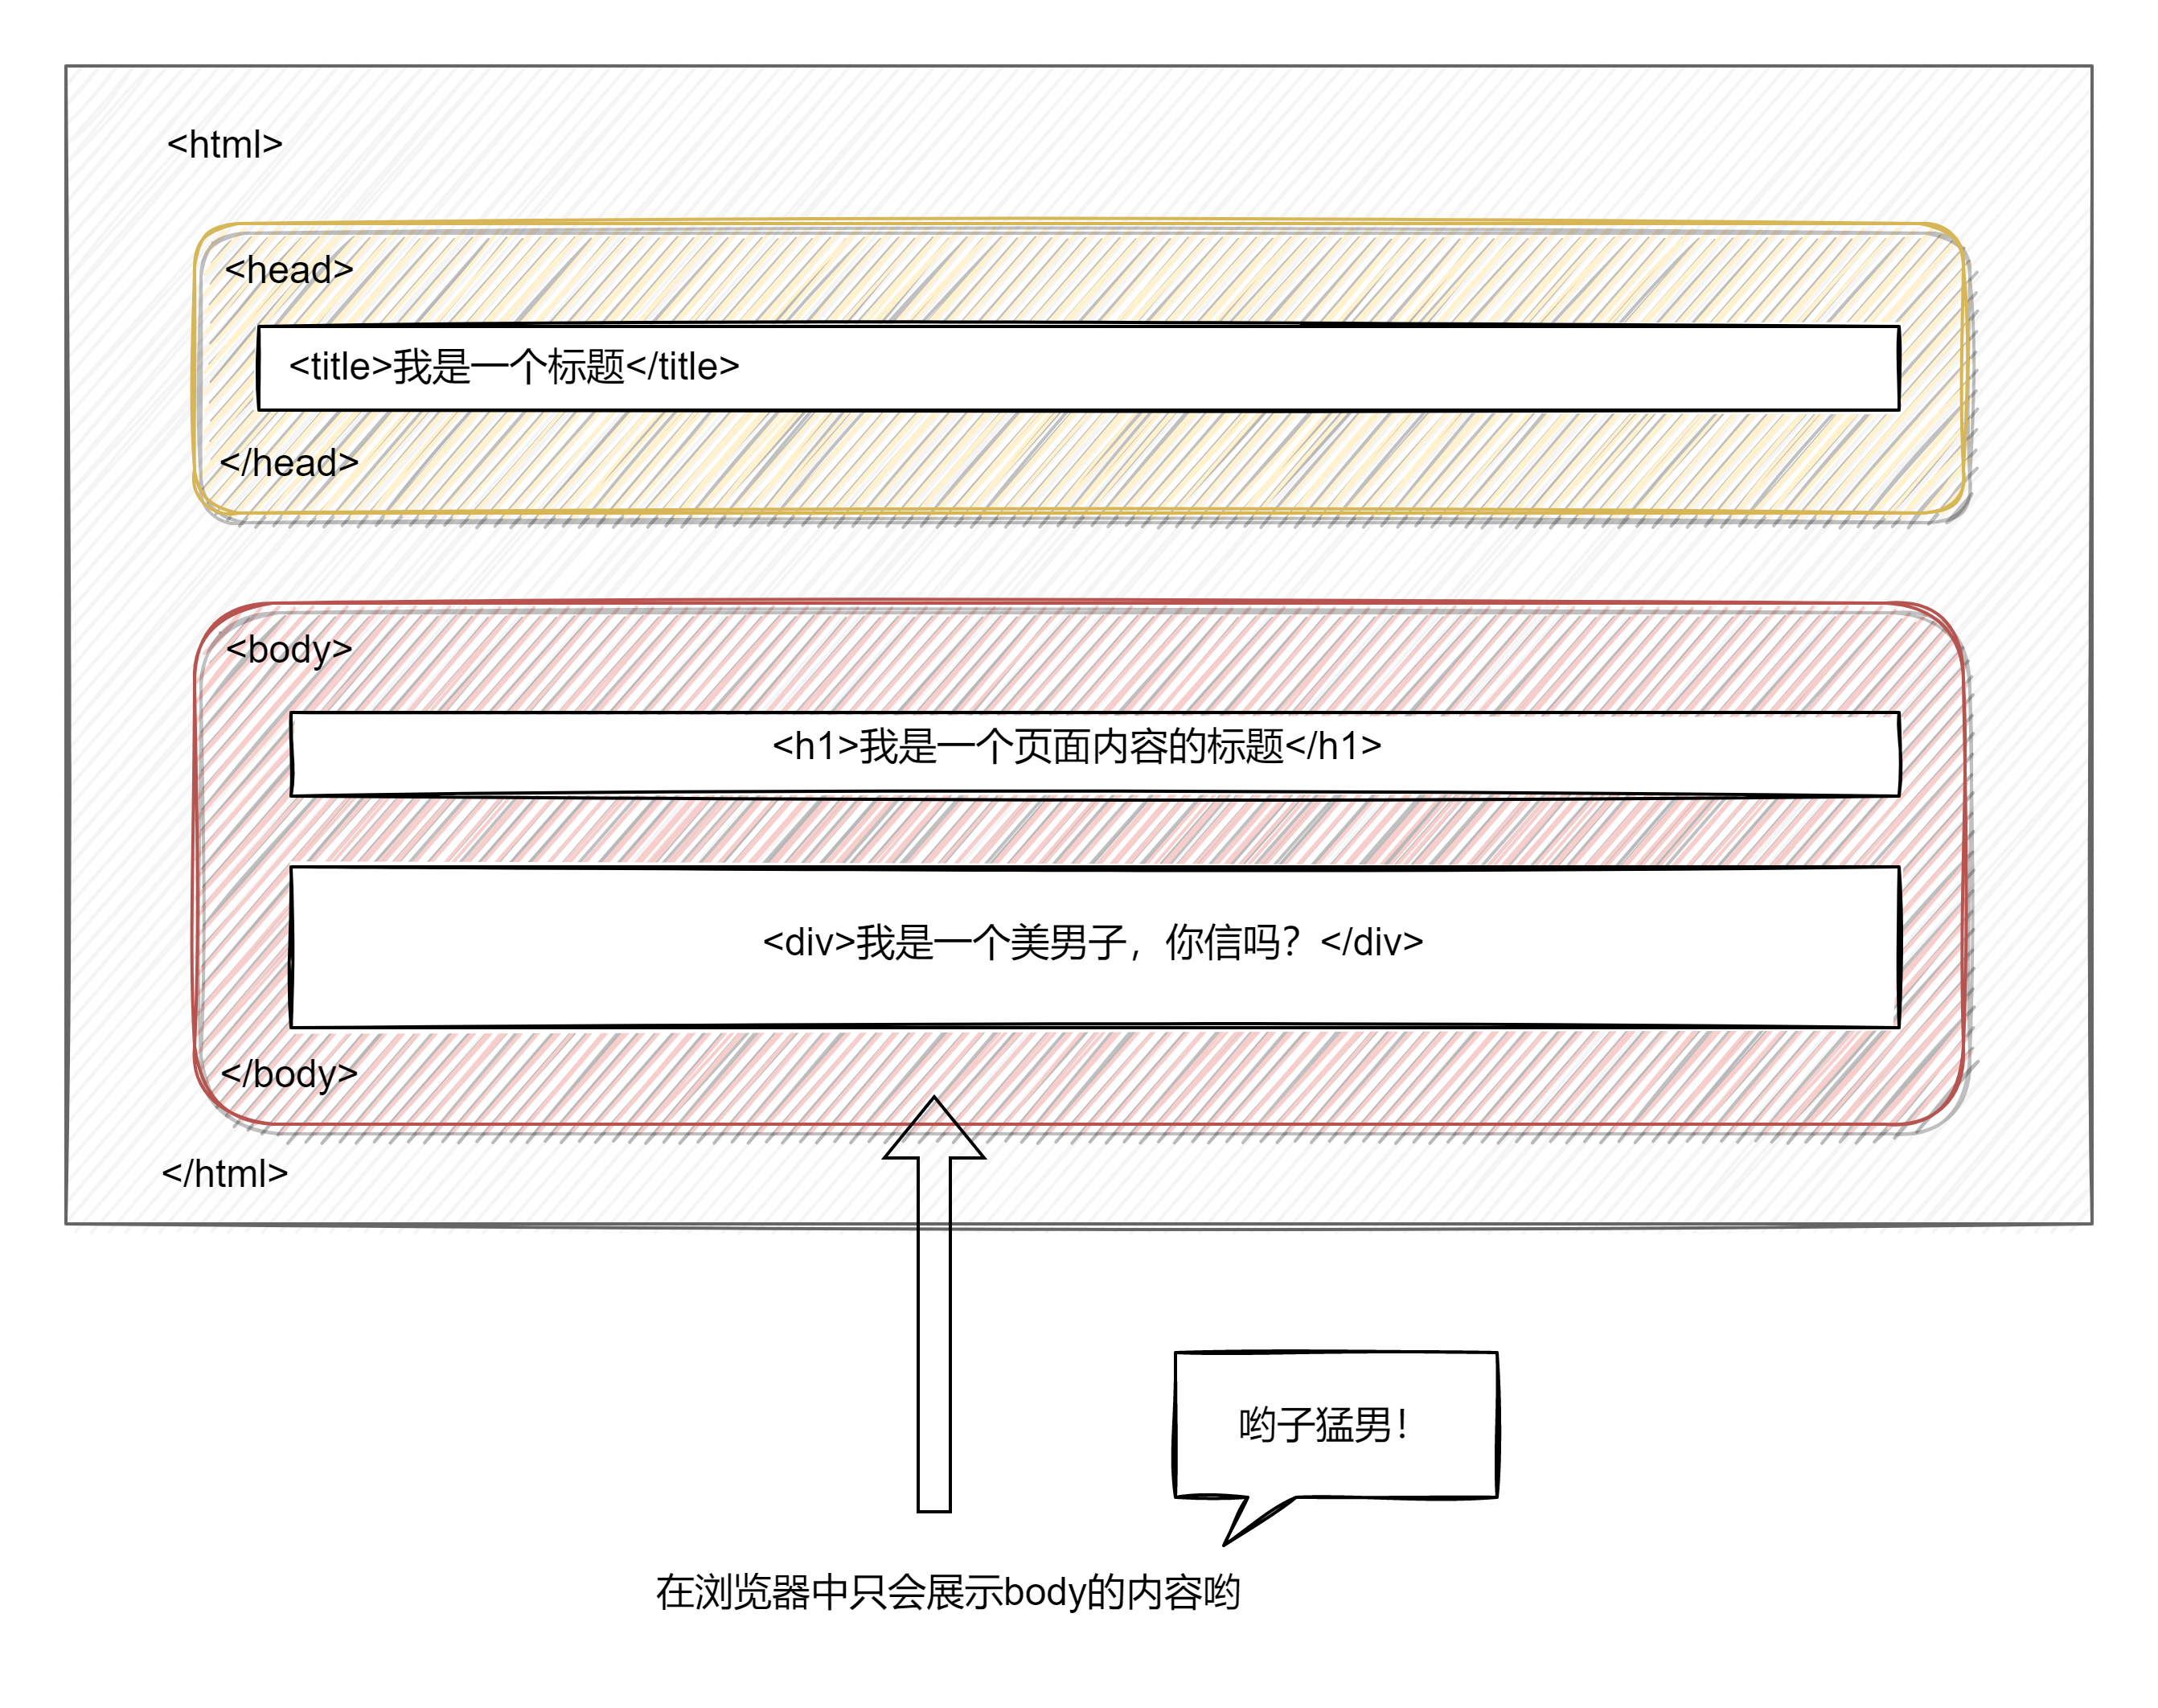 <html>
<head>
<title>我是一个标题</title>
</head>
<body>
<h1>我是一个页面内容的标题</h1>
<div>我是一个美男子，你信吗？</div>
</body>
</html>
哟子猛男！
在浏览器中只会展示body的内容哟